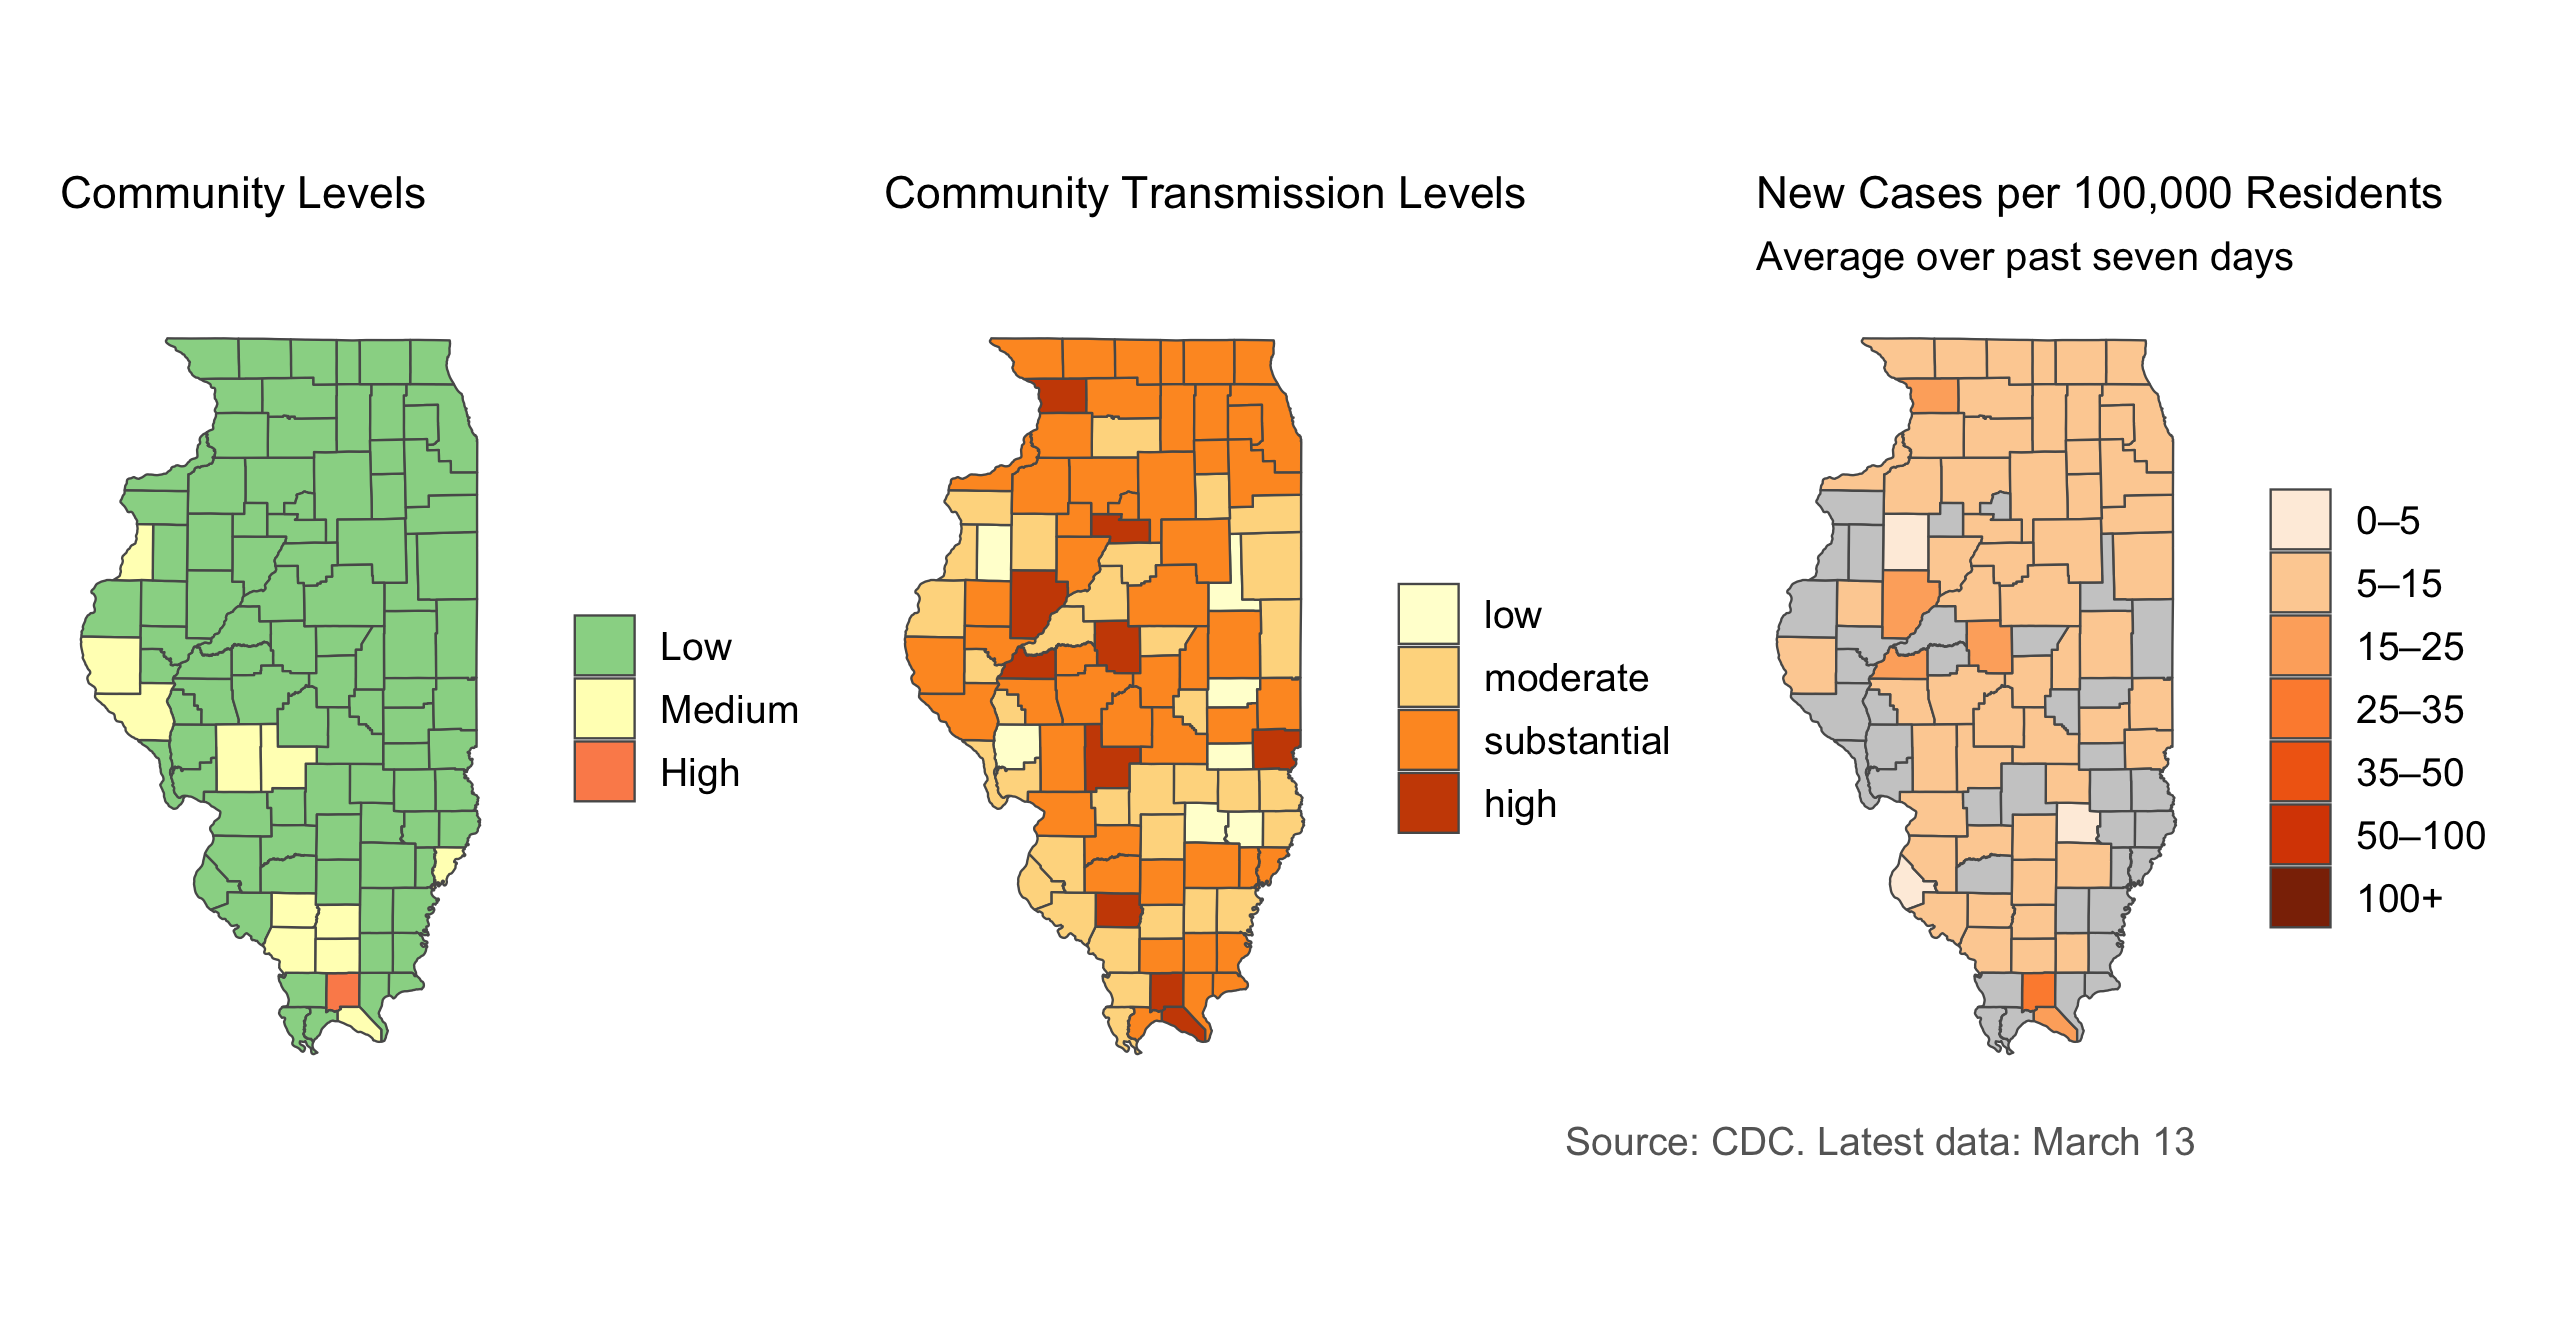 Community Levels
Low
Medium
High
Community Transmission Levels
low
moderate
substantial
high
New Cases per 100,000 Residents
Average over past seven days
0–5
5–15
15–25
25–35
35–50
50–100
100+
Source: CDC. Latest data: March 13